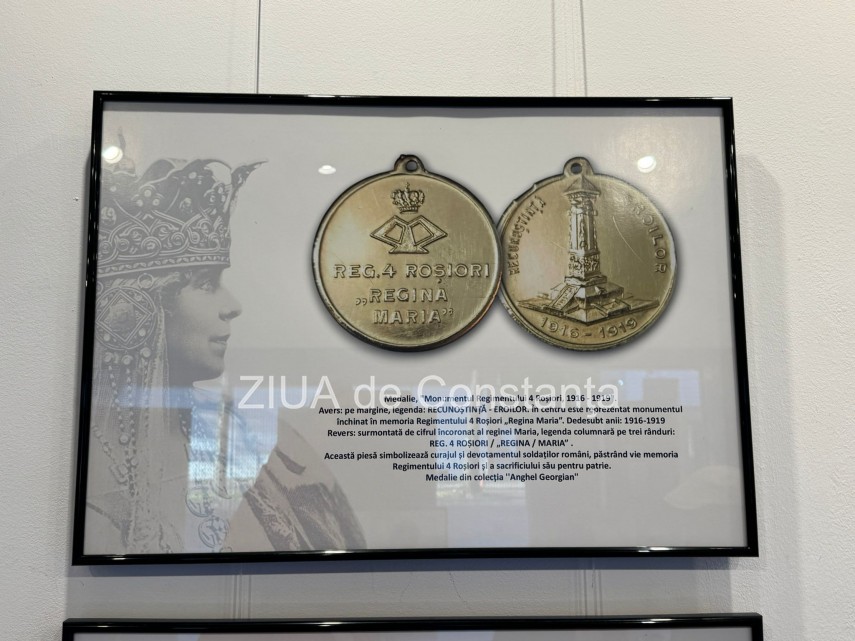 REG.4 ROȘIORI
„REGINA
MARIA”
RECUNOȘTINȚĂ
EROILOR
1916 - 1919
ZIUA de Constanţa
Medalie, "Monumentul Regimentului 4 Roșiori. 1916 - 1919".
Avers: pe margine, legenda: RECUNOȘTINȚĂ - EROILOR. În centru este reprezentat monumentul
închinat în memoria Regimentului 4 Roșiori „Regina Maria". Dedesubt anii: 1916-1919
Revers: surmontată de cifrul încoronat al reginei Maria, legenda columnară pe trei rânduri:
REG. 4 ROȘIORI / „REGINA / MARIA" .
Această piesă simbolizează curajul și devotamentul soldaților români, păstrând vie memoria
Regimentului 4 Roșiori și a sacrificiului său pentru patrie.
Medalie din colecția "Anghel Georgian"